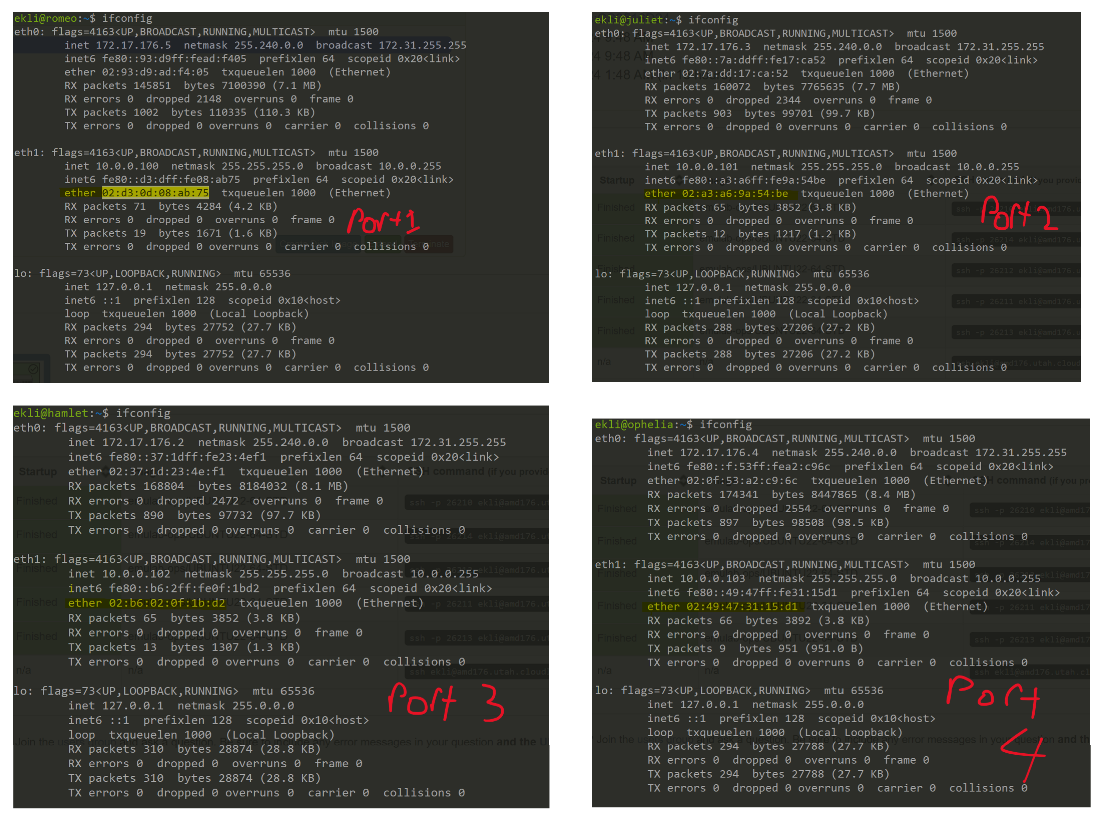 ekli@romeo:~$ ifconfig
eth0: flags=4163<UP,BROADCAST,RUNNING,MULTICAST>  mtu 1500
inet 172.17.176.5  netmask 255.240.0.0  broadcast 172.31.255.255
inet6 fe80::93:d9ff:fead:f405  prefixlen 64  scopeid 0x20<link>
ether 02:93:d9:ad:f4:05  txqueuelen 1000  (Ethernet)
RX packets 145851  bytes 7100390 (7.1 MB)
RX errors 0  dropped 2148  overruns 0  frame 0
TX packets 1002  bytes 110335 (110.3 KB)
TX errors 0  dropped 0 overruns 0  carrier 0  collisions 0
eth1: flags=4163<UP,BROADCAST,RUNNING,MULTICAST>  mtu 1500
inet 10.0.0.100  netmask 255.255.255.0  broadcast 10.0.0.255
inet6 fe80::d3:dff:fe08:ab75  prefixlen 64  scopeid 0x20<link>
ether 02:d3:0d:08:ab:75  txqueuelen 1000  (Ethernet)
RX packets 71  bytes 4284 (4.2 KB)
RX errors 0  dropped 0  overruns 0  frame 0
TX packets 19  bytes 1671 (1.6 KB)
TX errors 0  dropped 0 overruns 0  carrier 0  collisions 0
Port 1
lo: flags=73<UP,LOOPBACK,RUNNING>  mtu 65536
inet 127.0.0.1  netmask 255.0.0.0
inet6 ::1  prefixlen 128  scopeid 0x10<host>
loop  txqueuelen 1000  (Local Loopback)
RX packets 294  bytes 27752 (27.7 KB)
RX errors 0  dropped 0  overruns 0  frame 0
TX packets 294  bytes 27752 (27.7 KB)
TX errors 0  dropped 0 overruns 0  carrier 0  collisions 0
ekli@juliet:~$ ifconfig
eth0: flags=4163<UP,BROADCAST,RUNNING,MULTICAST>  mtu 1500
inet 172.17.176.3  netmask 255.240.0.0  broadcast 172.31.255.255
inet6 fe80::7a:ddff:fe17:ca52  prefixlen 64  scopeid 0x20<link>
ether 02:7a:dd:17:ca:52  txqueuelen 1000  (Ethernet)
RX packets 160072  bytes 7765635 (7.7 MB)
RX errors 0  dropped 2344  overruns 0  frame 0
TX packets 903  bytes 99701 (99.7 KB)
TX errors 0  dropped 0 overruns 0  carrier 0  collisions 0
eth1: flags=4163<UP,BROADCAST,RUNNING,MULTICAST>  mtu 1500
inet 10.0.0.101  netmask 255.255.255.0  broadcast 10.0.0.255
inet6 fe80::a3:a6ff:fe9a:54be  prefixlen 64  scopeid 0x20<link>
ether 02:a3:a6:9a:54:be  txqueuelen 1000  (Ethernet)
RX packets 65  bytes 3852 (3.8 KB)
RX errors 0  dropped 0  overruns 0  frame 0
TX packets 12  bytes 1217 (1.2 KB)
TX errors 0  dropped 0 overruns 0  carrier 0  collisions 0
Port 2
lo: flags=73<UP,LOOPBACK,RUNNING>  mtu 65536
inet 127.0.0.1  netmask 255.0.0.0
inet6 ::1  prefixlen 128  scopeid 0x10<host>
loop  txqueuelen 1000  (Local Loopback)
RX packets 288  bytes 27206 (27.2 KB)
RX errors 0  dropped 0  overruns 0  frame 0
TX packets 288  bytes 27206 (27.2 KB)
TX errors 0  dropped 0 overruns 0  carrier 0  collisions 0
ekli@hamlet:~$ ifconfig
eth0: flags=4163<UP,BROADCAST,RUNNING,MULTICAST>  mtu 1500
inet 172.17.176.2  netmask 255.240.0.0  broadcast 172.31.255.255
inet6 fe80::37:1dff:fe23:4ef1  prefixlen 64  scopeid 0x20<link>
ether 02:37:1d:23:4e:f1  txqueuelen 1000  (Ethernet)
RX packets 168804  bytes 8184032 (8.1 MB)
RX errors 0  dropped 2472  overruns 0  frame 0
TX packets 890  bytes 97732 (97.7 KB)
TX errors 0  dropped 0 overruns 0  carrier 0  collisions 0
eth1: flags=4163<UP,BROADCAST,RUNNING,MULTICAST>  mtu 1500
inet 10.0.0.102  netmask 255.255.255.0  broadcast 10.0.0.255
inet6 fe80::b6:2ff:fe0f:1bd2  prefixlen 64  scopeid 0x20<link>
ether 02:b6:02:0f:1b:d2  txqueuelen 1000  (Ethernet)
RX packets 65  bytes 3852 (3.8 KB)
RX errors 0  dropped 0  overruns 0  frame 0
TX packets 13  bytes 1307 (1.3 KB)
TX errors 0  dropped 0 overruns 0  carrier 0  collisions 0
Port 3
lo: flags=73<UP,LOOPBACK,RUNNING>  mtu 65536
inet 127.0.0.1  netmask 255.0.0.0
inet6 ::1  prefixlen 128  scopeid 0x10<host>
loop  txqueuelen 1000  (Local Loopback)
RX packets 310  bytes 28874 (28.8 KB)
RX errors 0  dropped 0  overruns 0  frame 0
TX packets 310  bytes 28874 (28.8 KB)
TX errors 0  dropped 0 overruns 0  carrier 0  collisions 0
ekli@ophelia:~$ ifconfig
eth0: flags=4163<UP,BROADCAST,RUNNING,MULTICAST>  mtu 1500
inet 172.17.176.4  netmask 255.240.0.0  broadcast 172.31.255.255
inet6 fe80::f:53ff:fea2:c96c  prefixlen 64  scopeid 0x20<link>
ether 02:0f:53:a2:c9:6c  txqueuelen 1000  (Ethernet)
RX packets 174341  bytes 8447865 (8.4 MB)
RX errors 0  dropped 2554  overruns 0  frame 0
TX packets 897  bytes 98508 (98.5 KB)
TX errors 0  dropped 0 overruns 0  carrier 0  collisions 0
eth1: flags=4163<UP,BROADCAST,RUNNING,MULTICAST>  mtu 1500
inet 10.0.0.103  netmask 255.255.255.0  broadcast 10.0.0.255
inet6 fe80::49:47ff:fe31:15d1  prefixlen 64  scopeid 0x20<link>
ether 02:49:47:31:15:d1  txqueuelen 1000  (Ethernet)
RX packets 66  bytes 3892 (3.8 KB)
RX errors 0  dropped 0  overruns 0  frame 0
TX packets 9  bytes 951 (951.0 B)
TX errors 0  dropped 0 overruns 0  carrier 0  collisions 0
Port
4
lo: flags=73<UP,LOOPBACK,RUNNING>  mtu 65536
inet 127.0.0.1  netmask 255.0.0.0
inet6 ::1  prefixlen 128  scopeid 0x10<host>
loop  txqueuelen 1000  (Local Loopback)
RX packets 294  bytes 27788 (27.7 KB)
RX errors 0  dropped 0  overruns 0  frame 0
TX packets 294  bytes 27788 (27.7 KB)
TX errors 0  dropped 0 overruns 0  carrier 0  collisions 0